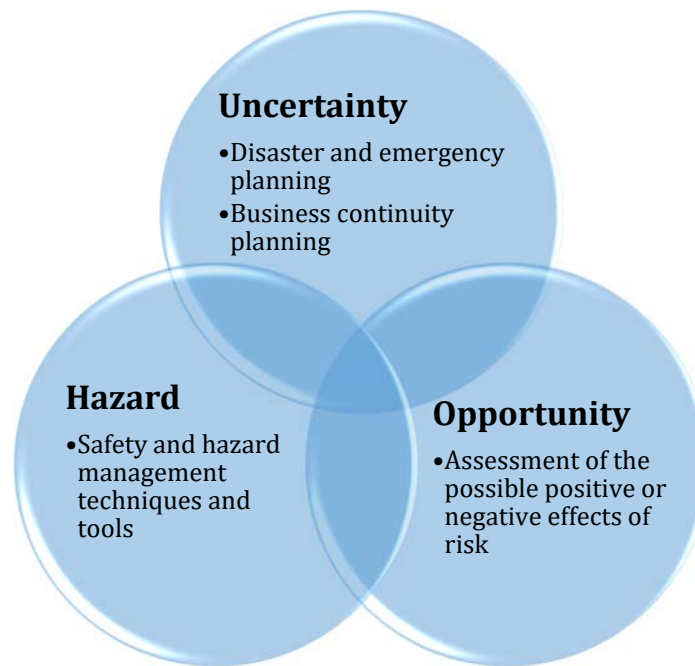 Uncertainty
•Disaster and emergency
planning
•Business continuity
planning
Hazard
•Safety and hazard
management
techniques and
tools
Opportunity
•Assessment of the
possible positive or
negative effects of
risk